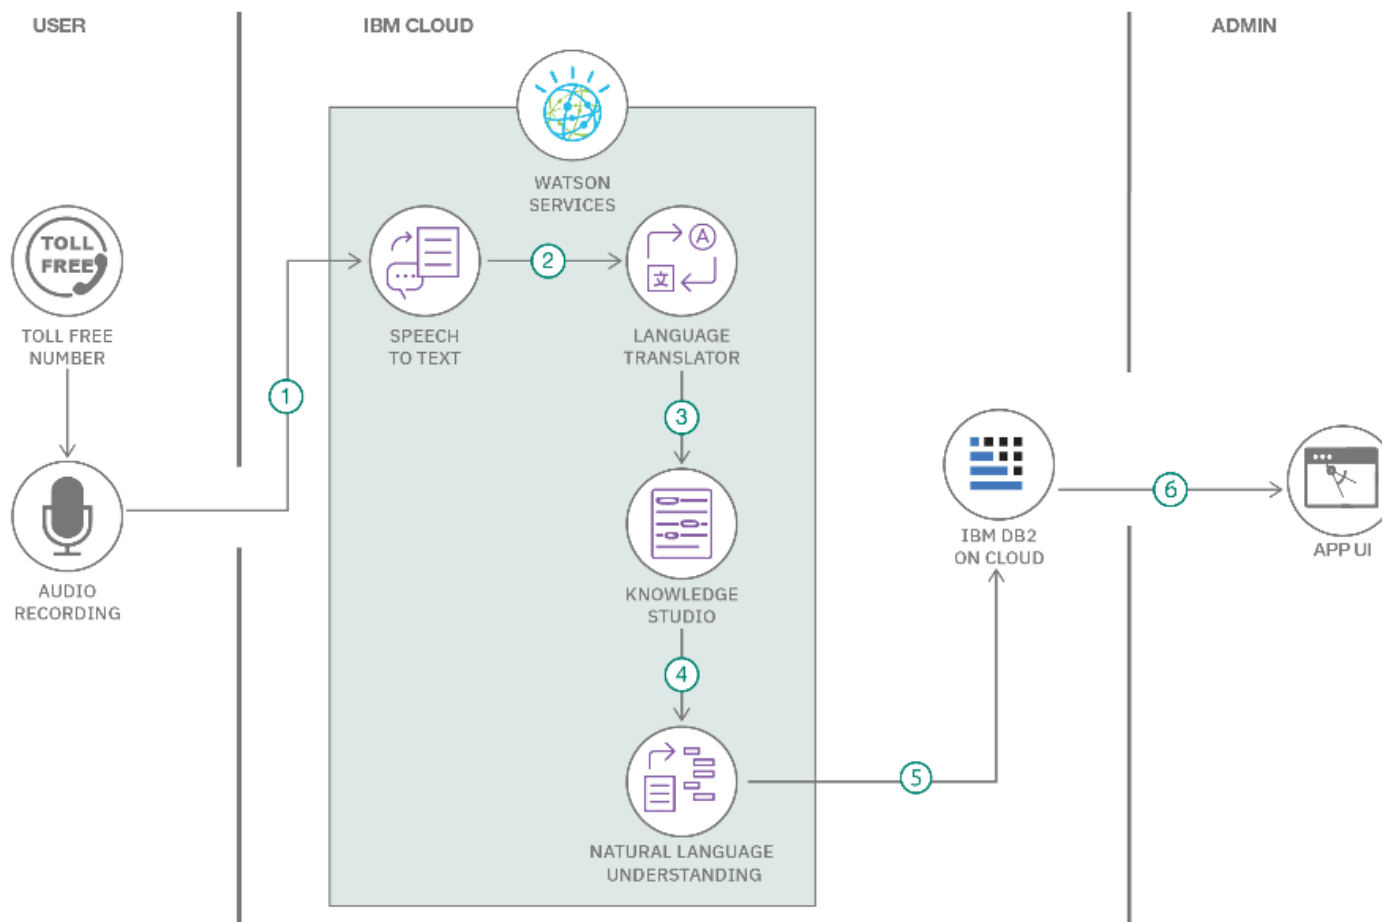 USER
IBM CLOUD
ADMIN
WATSON
SERVICES
TOLL
FREE
TOLL FREE
NUMBER
AUDIO
RECORDING
1
SPEECH
TO TEXT
2
A
文
LANGUAGE
TRANSLATOR
3
KNOWLEDGE
STUDIO
4
NATURAL LANGUAGE
UNDERSTANDING
5
IBM DB2
ON CLOUD
6
APP UI